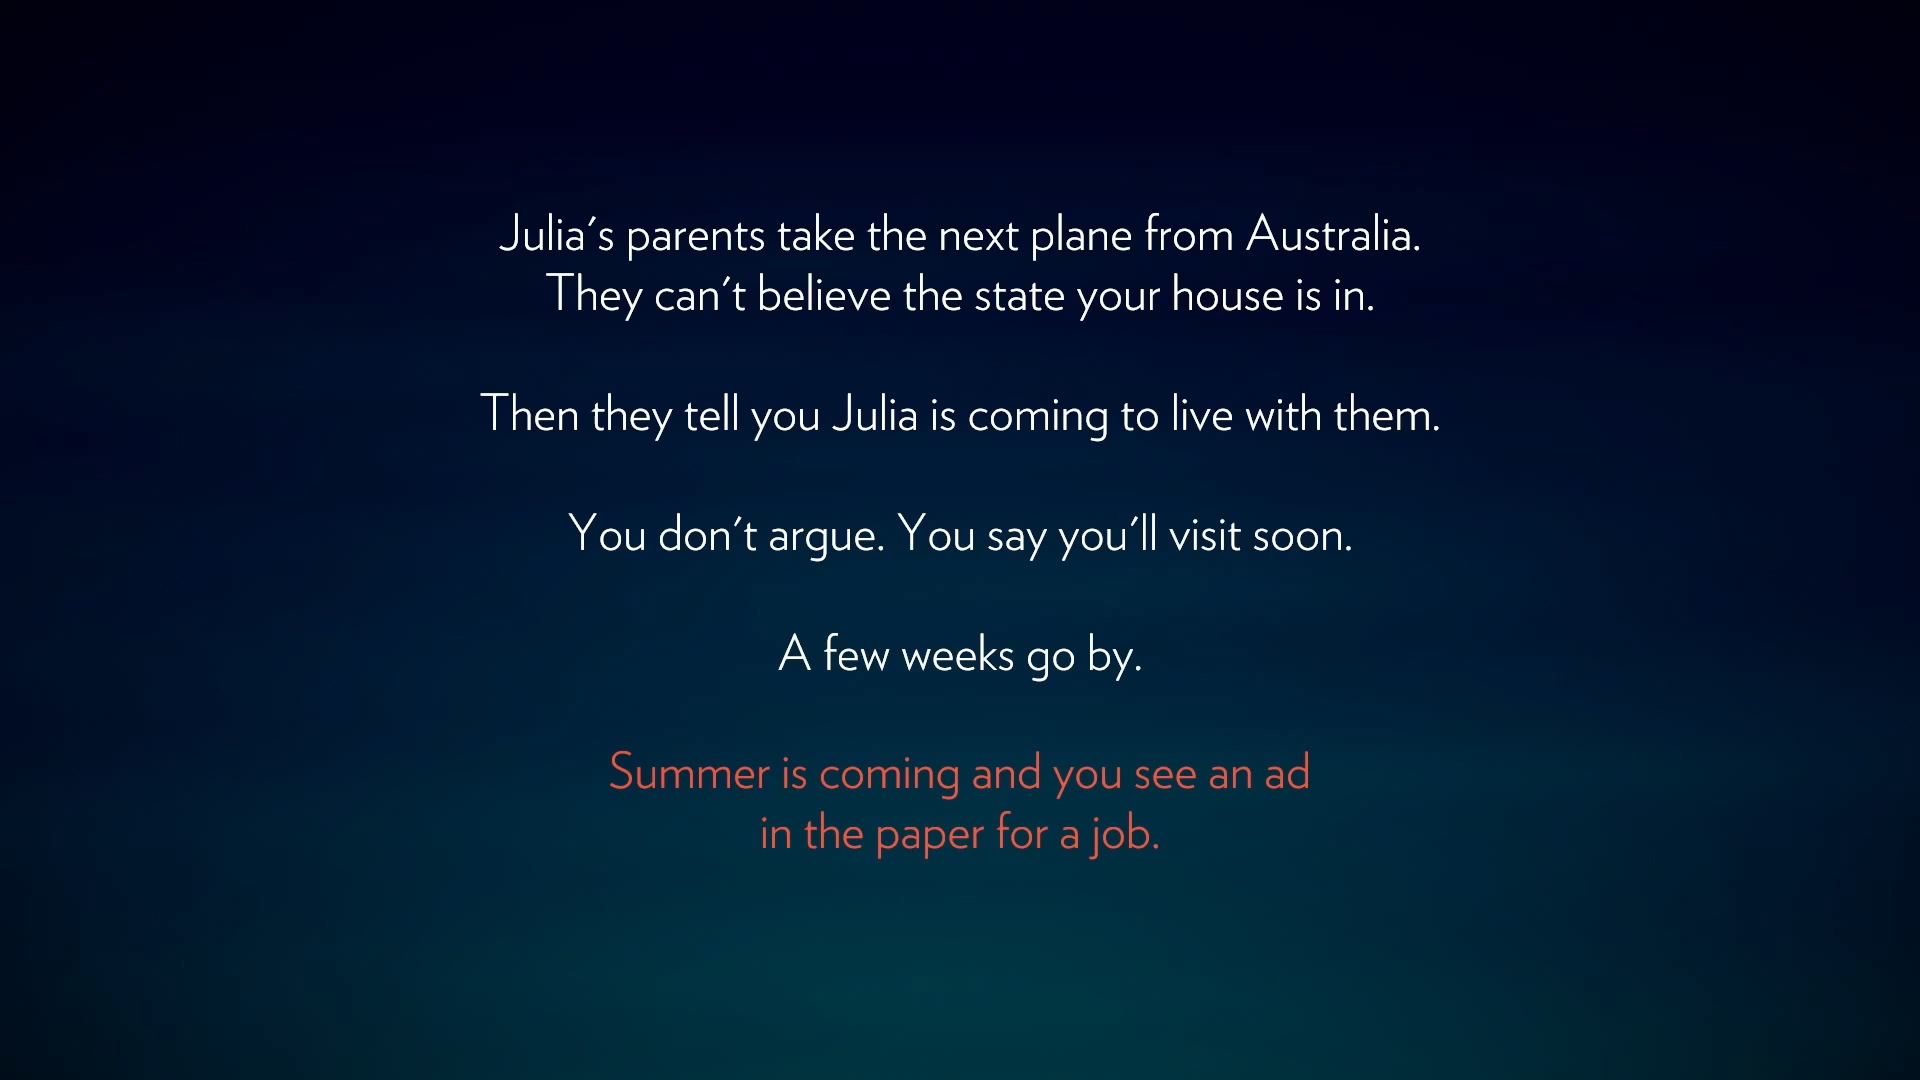 Julia's parents take the next plane from Australia.
They can't believe the state your house is in.
Then they tell you Julia is coming to live with them.
You don't argue. You say you'll visit soon.
A few weeks go by.
Summer is coming and you see an ad
in the paper for a job.